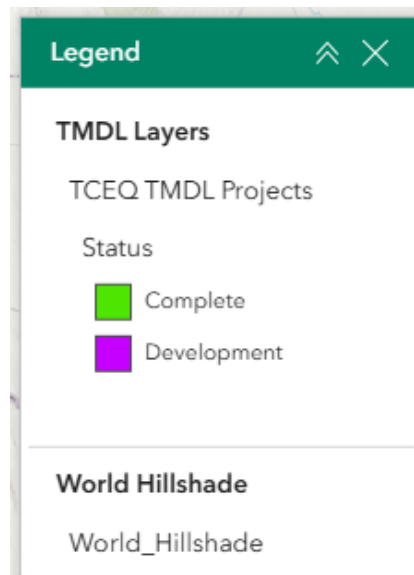 Legend
TMDL Layers
TCEQ TMDL Projects
Status
Complete
Development
World Hillshade
World_Hillshade